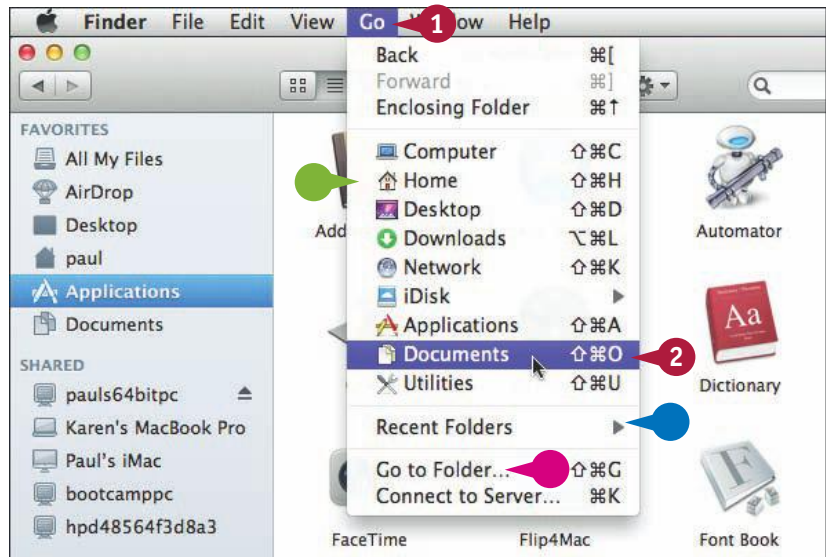 Finder File Edit View Go ow Help
1
Back ⌘[
Forward ⌘]
Enclosing Folder ⌘↑
FAVORITES
All My Files
AirDrop
Desktop
paul
Applications
Documents
SHARED
pauls64bitpc
Karen's MacBook Pro
Paul's iMac
bootcamppc
hpd48564f3d8a3
Computer ⇧⌘C
Home ⇧⌘H
Desktop ⇧⌘D
Downloads ⌥⌘L
Network ⇧⌘K
iDisk
Applications ⇧⌘A
Documents ⇧⌘O
2
Utilities ⇧⌘U
Recent Folders
Go to Folder... ⇧⌘G
Connect to Server... ⌘K
Add
Automator
Aa
Dictionary
FaceTime
Flip4Mac
F
Font Book